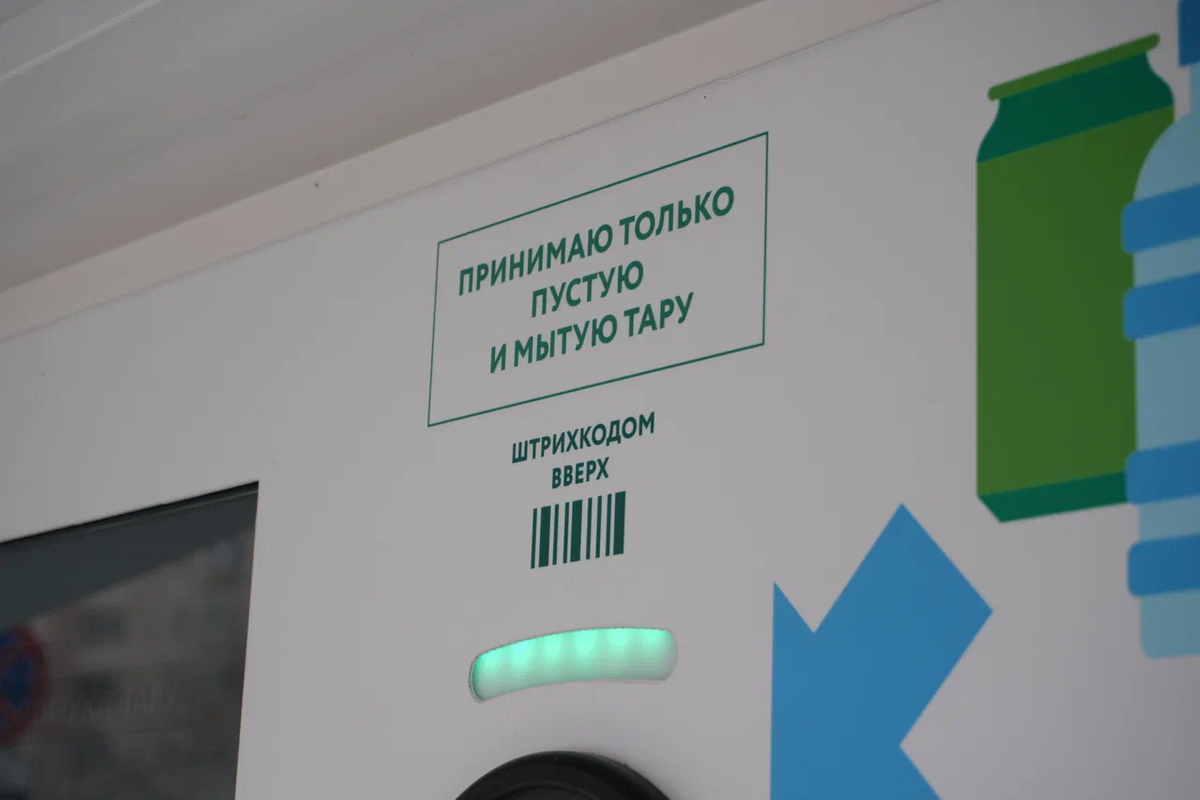 ПРИНИМАЮ ТОЛЬКО
ПУСТУЮ
И МЫТУЮ ТАРУ
ШТРИХКОДОМ
ВВЕРХ